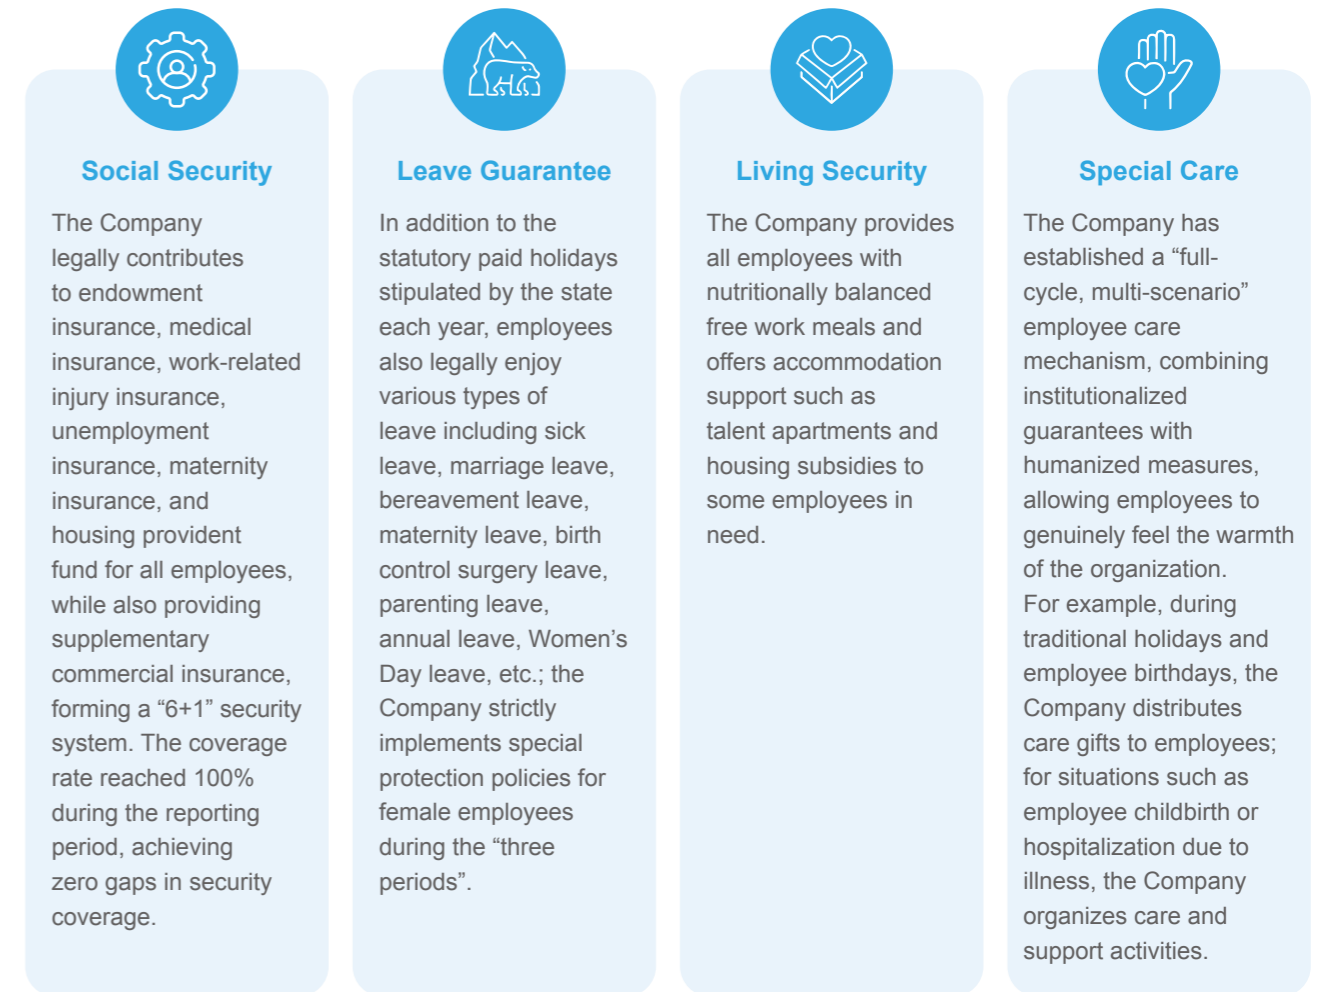 Social Security
The Company
legally contributes
to endowment
insurance, medical
insurance, work-related
injury insurance,
unemployment
insurance, maternity
insurance, and
housing provident
fund for all employees,
while also providing
supplementary
commercial insurance,
forming a “6+1” security
system. The coverage
rate reached 100%
during the reporting
period, achieving
zero gaps in security
coverage.
Leave Guarantee
In addition to the
statutory paid holidays
stipulated by the state
each year, employees
also legally enjoy
various types of
leave including sick
leave, marriage leave,
bereavement leave,
maternity leave, birth
control surgery leave,
parenting leave,
annual leave, Women’s
Day leave, etc.; the
Company strictly
implements special
protection policies for
female employees
during the “three
periods”.
Living Security
The Company provides
all employees with
nutritionally balanced
free work meals and
offers accommodation
support such as
talent apartments and
housing subsidies to
some employees in
need.
Special Care
The Company has
established a “full-
cycle, multi-scenario”
employee care
mechanism, combining
institutionalized
guarantees with
humanized measures,
allowing employees to
genuinely feel the warmth
of the organization.
For example, during
traditional holidays and
employee birthdays, the
Company distributes
care gifts to employees;
for situations such as
employee childbirth or
hospitalization due to
illness, the Company
organizes care and
support activities.